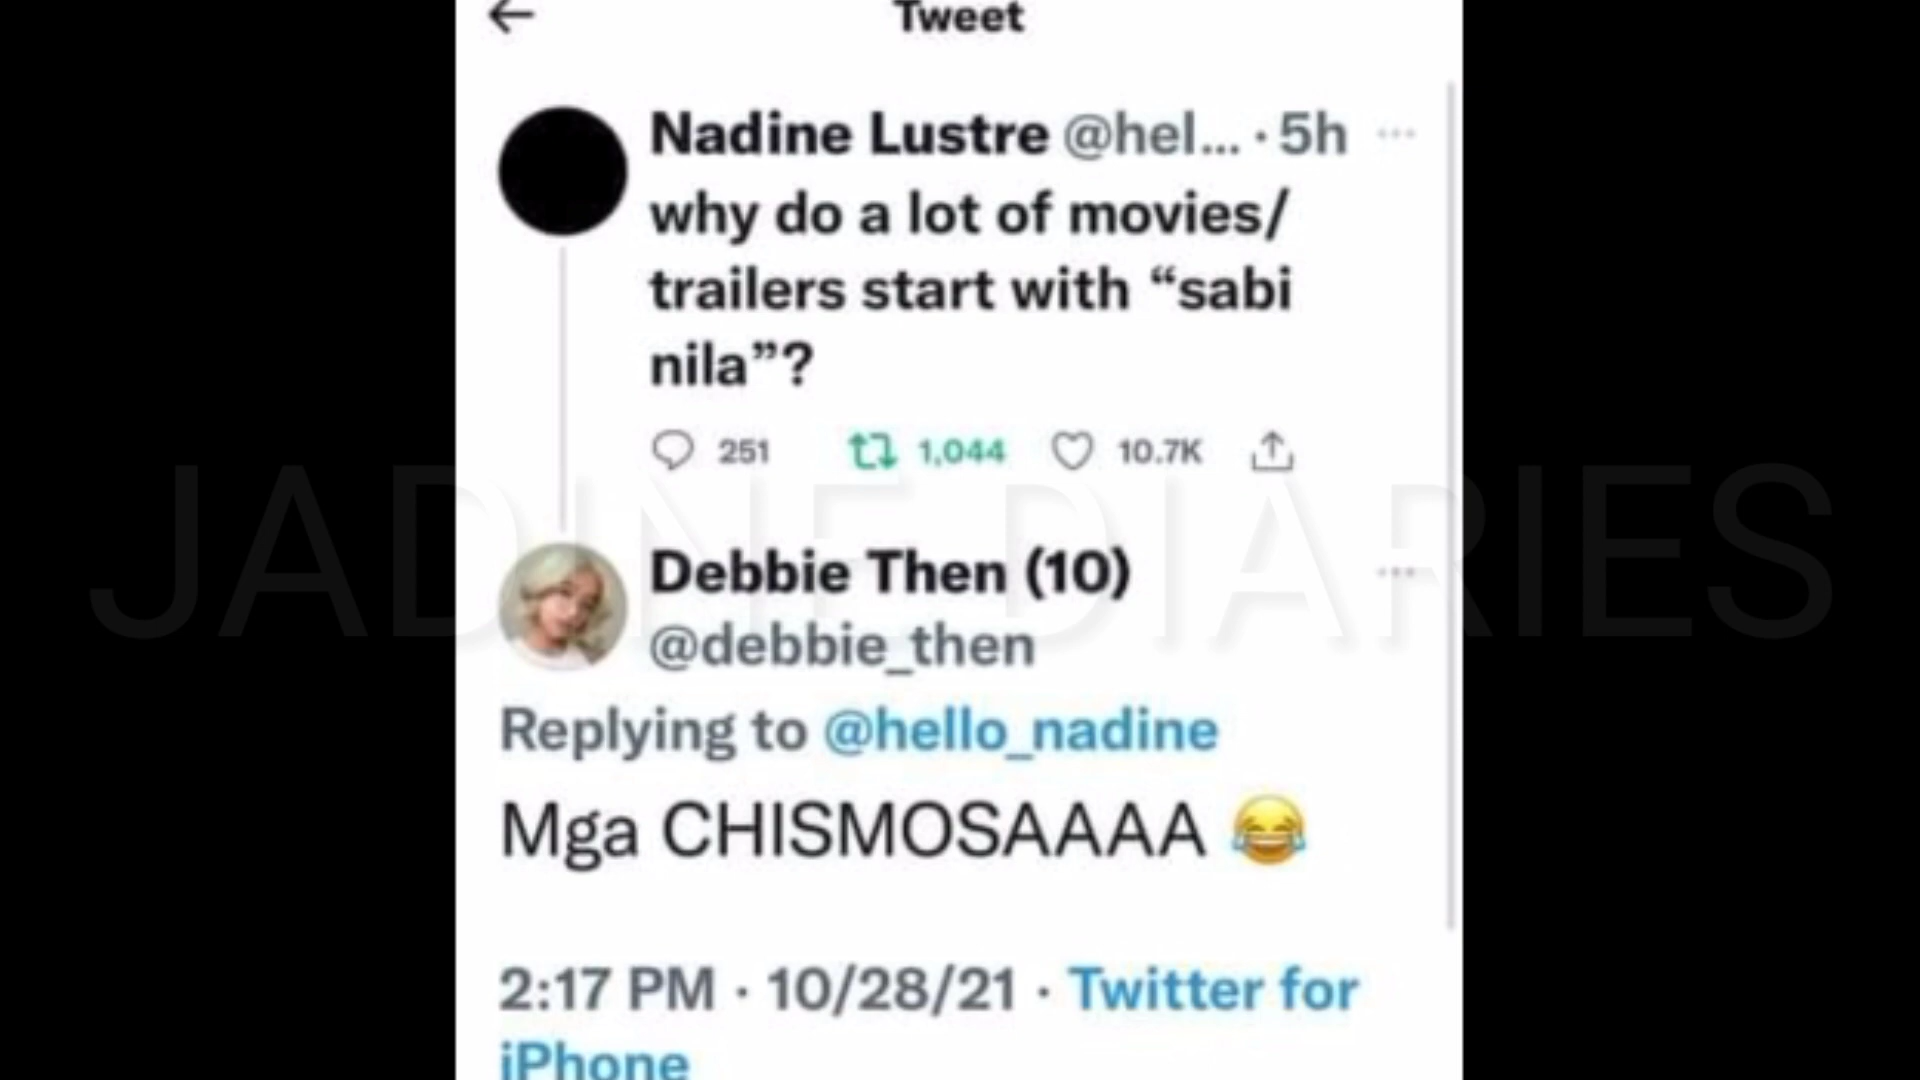 Tweet
Nadine Lustre @hel... · 5h
why do a lot of movies/
trailers start with “sabi
nila”?
251 1,044 10.7K
JADINE DIARIES
Debbie Then (10)
@debbie_then
Replying to @hello_nadine
Mga CHISMOSAAAA 😂
2:17 PM · 10/28/21 · Twitter for
iPhone